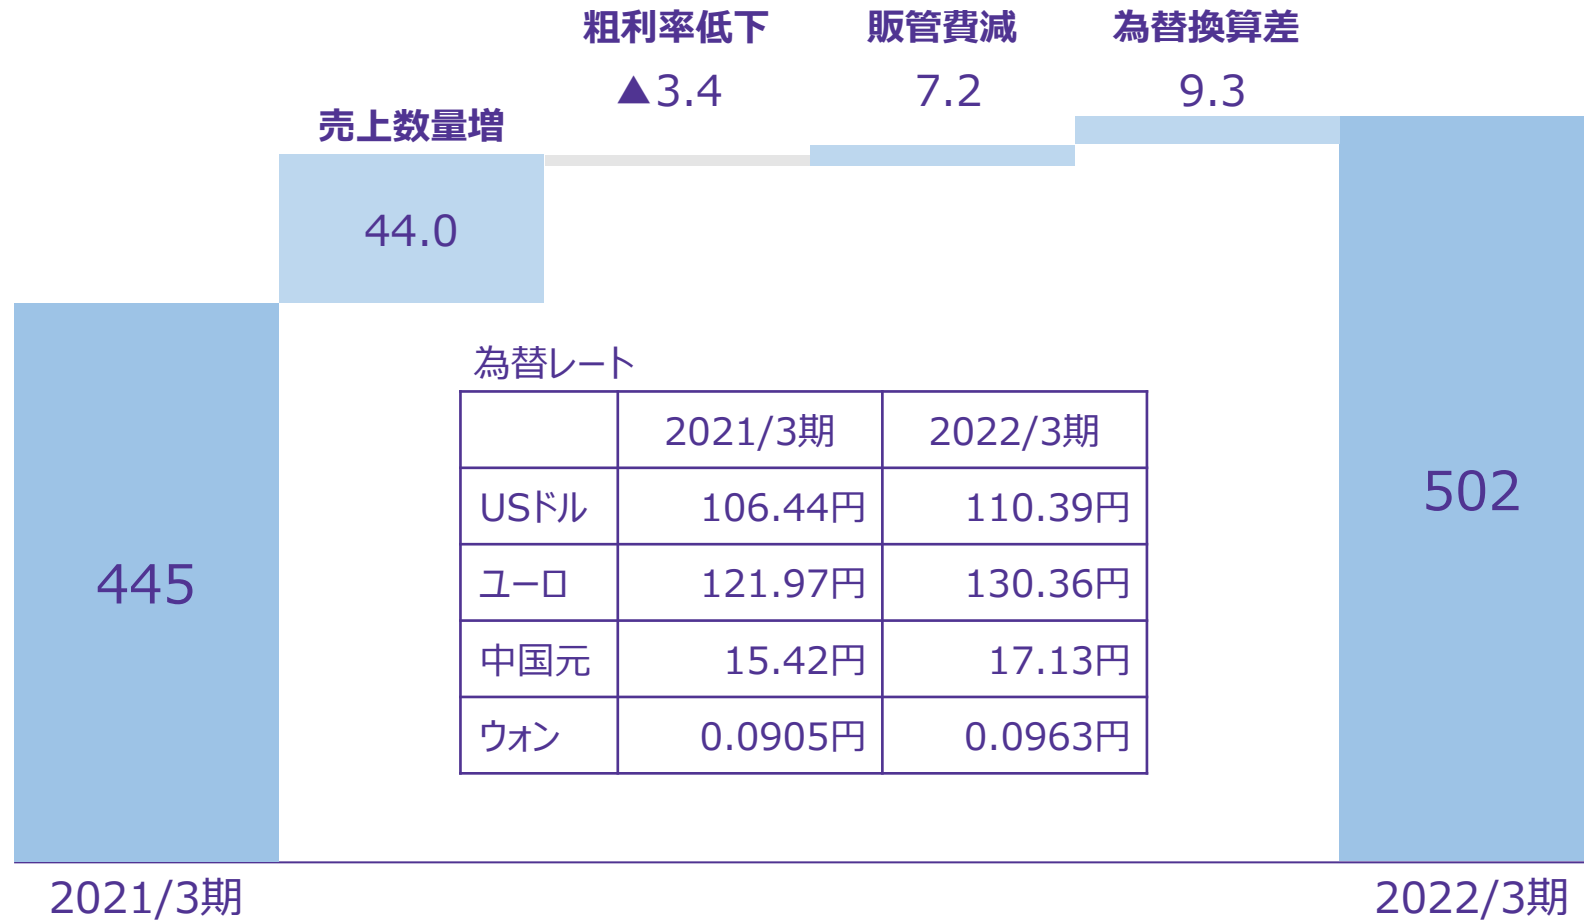 粗利率低下 販管費減 為替換算差
▲3.4 7.2 9.3
売上数量増
44.0
為替レート
2021/3期 2022/3期
USドル 106.44円 110.39円
ユーロ 121.97円 130.36円
中国元 15.42円 17.13円
ウォン 0.0905円 0.0963円
445
502
2021/3期 2022/3期